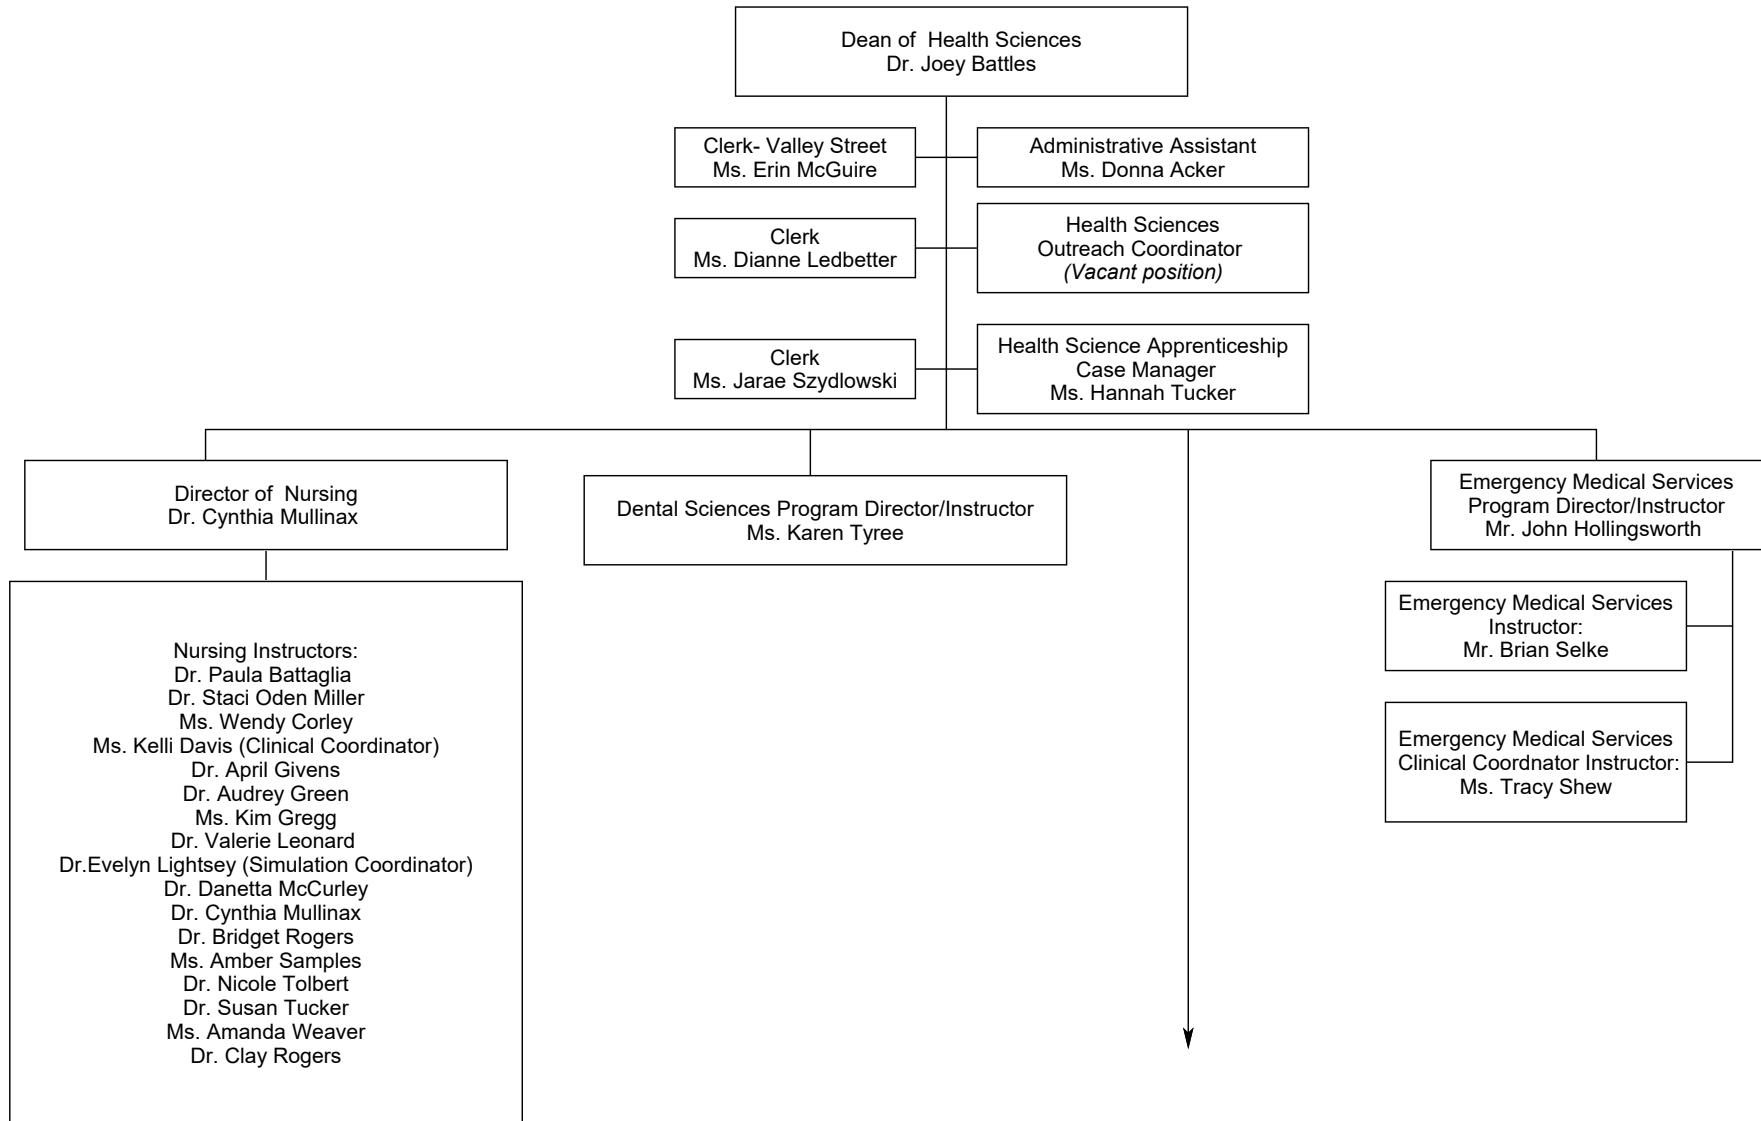 Dean of Health Sciences
Dr. Joey Battles
Clerk- Valley Street
Ms. Erin McGuire
Administrative Assistant
Ms. Donna Acker
Clerk
Ms. Dianne Ledbetter
Health Sciences
Outreach Coordinator
(Vacant position)
Clerk
Ms. Jarae Szydlowski
Health Science Apprenticeship
Case Manager
Ms. Hannah Tucker
Director of Nursing
Dr. Cynthia Mullinax
Dental Sciences Program Director/Instructor
Ms. Karen Tyree
Emergency Medical Services
Program Director/Instructor
Mr. John Hollingsworth
Nursing Instructors:
Dr. Paula Battaglia
Dr. Staci Oden Miller
Ms. Wendy Corley
Ms. Kelli Davis (Clinical Coordinator)
Dr. April Givens
Dr. Audrey Green
Ms. Kim Gregg
Dr. Valerie Leonard
Dr.Evelyn Lightsey (Simulation Coordinator)
Dr. Danetta McCurley
Dr. Cynthia Mullinax
Dr. Bridget Rogers
Ms. Amber Samples
Dr. Nicole Tolbert
Dr. Susan Tucker
Ms. Amanda Weaver
Dr. Clay Rogers
Emergency Medical Services
Instructor:
Mr. Brian Selke
Emergency Medical Services
Clinical Coordnator Instructor:
Ms. Tracy Shew